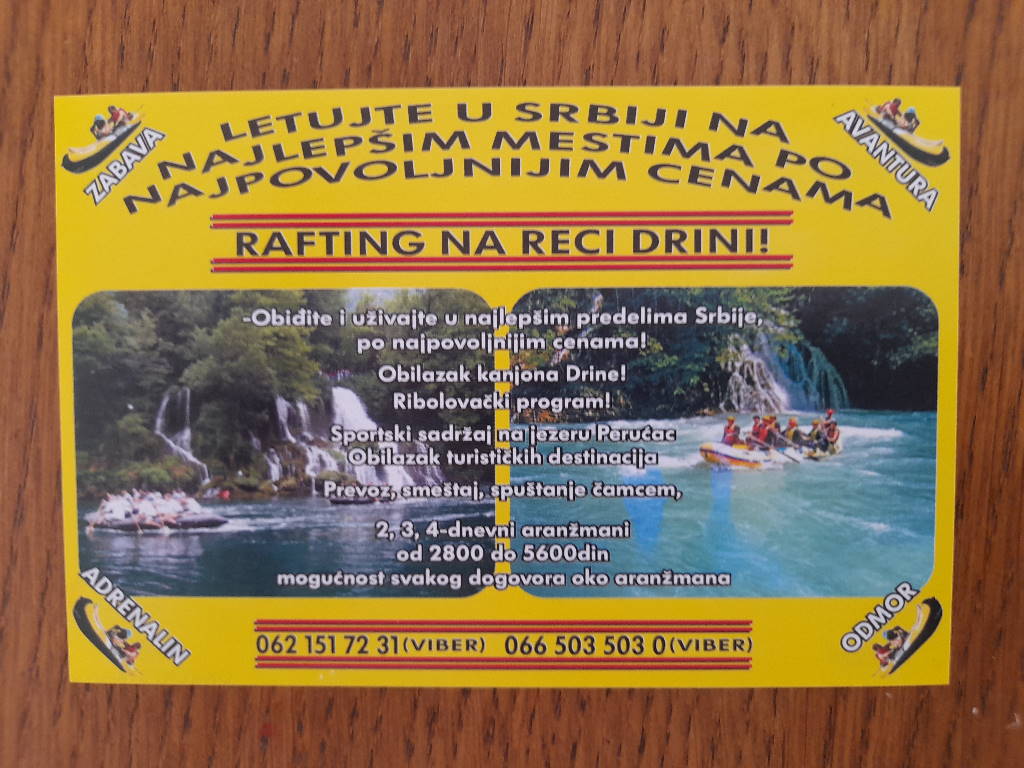 ZABAVA
AVANTURA
LETUJTE U SRBIJI NA
NAJLEPŠIM MESTIMA PO
NAJPOVOLJNIJIM CENAMA
RAFTING NA RECI DRINI!
-Obiđite i uživajte u najlepšim predelima Srbije,
po najpovoljnijim cenama!
Obilazak kanjona Drine!
Ribolovački program!
Sportski sadržaj na jezeru Perućac
Obilazak turističkih destinacija
Prevoz, smeštaj, spuštanje čamcem,
2, 3, 4-dnevni aranžmani
od 2800 do 5600din
mogućnost svakog dogovora oko aranžmana
ADRENALIN
ODMOR
062 151 72 31(VIBER) 066 503 503 0(VIBER)